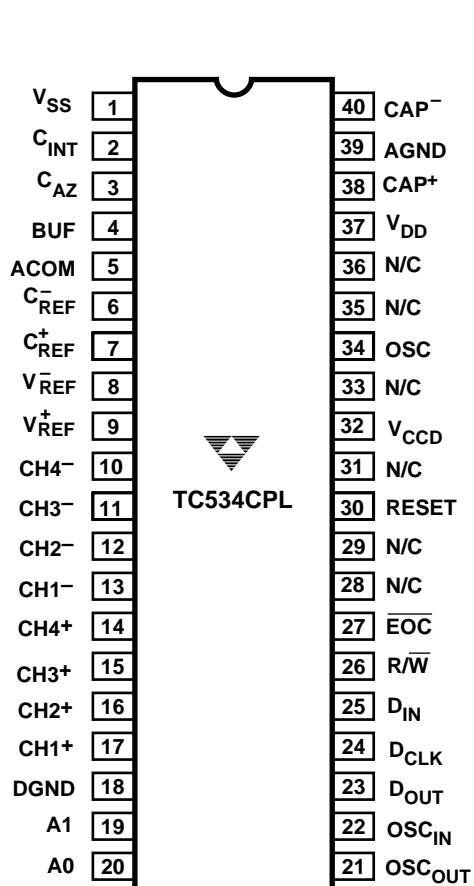 VSS 1 40 CAP–
CINT 2 39 AGND
CAZ 3 38 CAP+
BUF 4 37 VDD
ACOM 5 36 N/C
C–REF 6 35 N/C
C+REF 7 34 OSC
V–REF 8 33 N/C
V+REF 9 32 VCCD
CH4– 10 31 N/C
CH3– 11 TC534CPL 30 RESET
CH2– 12 29 N/C
CH1– 13 28 N/C
CH4+ 14 27 EOC
CH3+ 15 26 R/W
CH2+ 16 25 DIN
CH1+ 17 24 DCLK
DGND 18 23 DOUT
A1 19 22 OSCIN
A0 20 21 OSCOUT